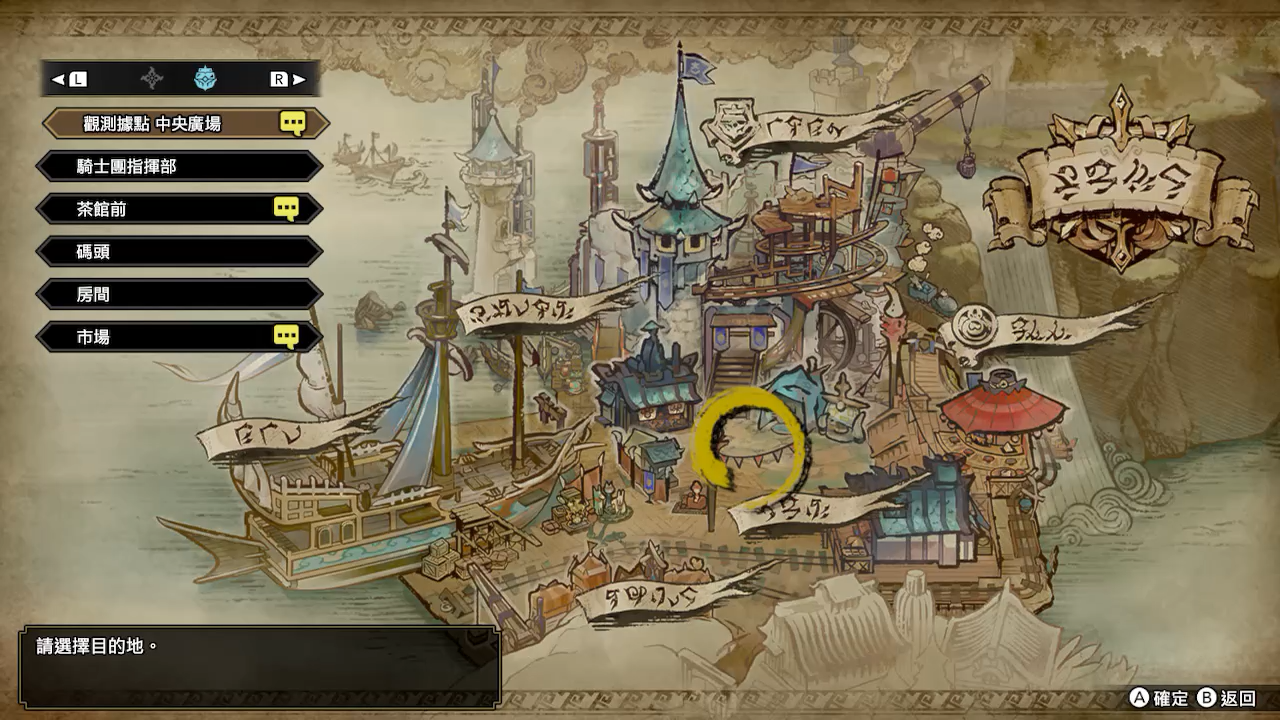 L R
觀測據點 中央廣場
騎士團指揮部
茶館前
碼頭
房間
市場
請選擇目的地。
A 確定 B 返回